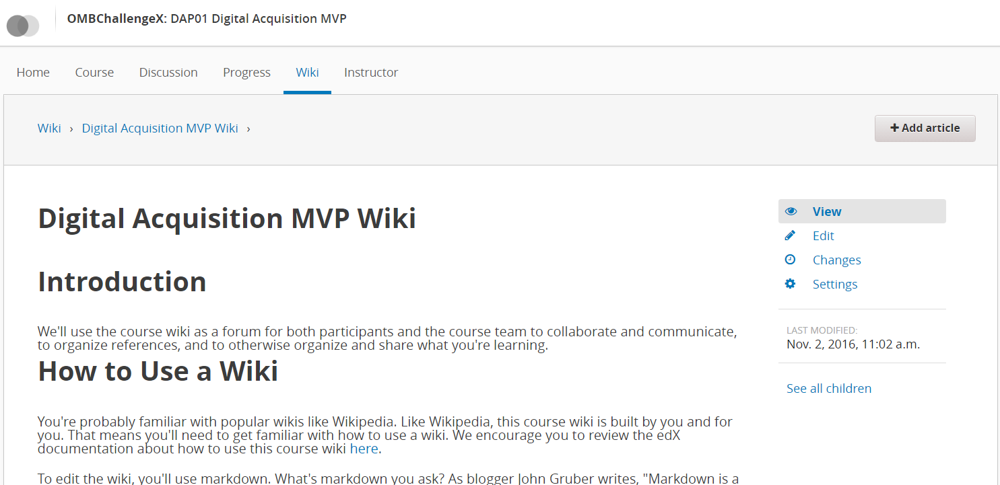 OMBChallengeX: DAP01 Digital Acquisition MVP
Home Course Discussion Progress Wiki Instructor
Wiki › Digital Acquisition MVP Wiki ›
Add article
Digital Acquisition MVP Wiki
Introduction
We'll use the course wiki as a forum for both participants and the course team to collaborate and communicate,
to organize references, and to otherwise organize and share what you're learning.
How to Use a Wiki
You're probably familiar with popular wikis like Wikipedia. Like Wikipedia, this course wiki is built by you and for
you. That means you'll need to get familiar with how to use a wiki. We encourage you to review the edX
documentation about how to use this course wiki here.
To edit the wiki, you'll use markdown. What's markdown you ask? As blogger John Gruber writes, "Markdown is a
View
Edit
Changes
Settings
LAST MODIFIED:
Nov. 2, 2016, 11:02 a.m.
See all children